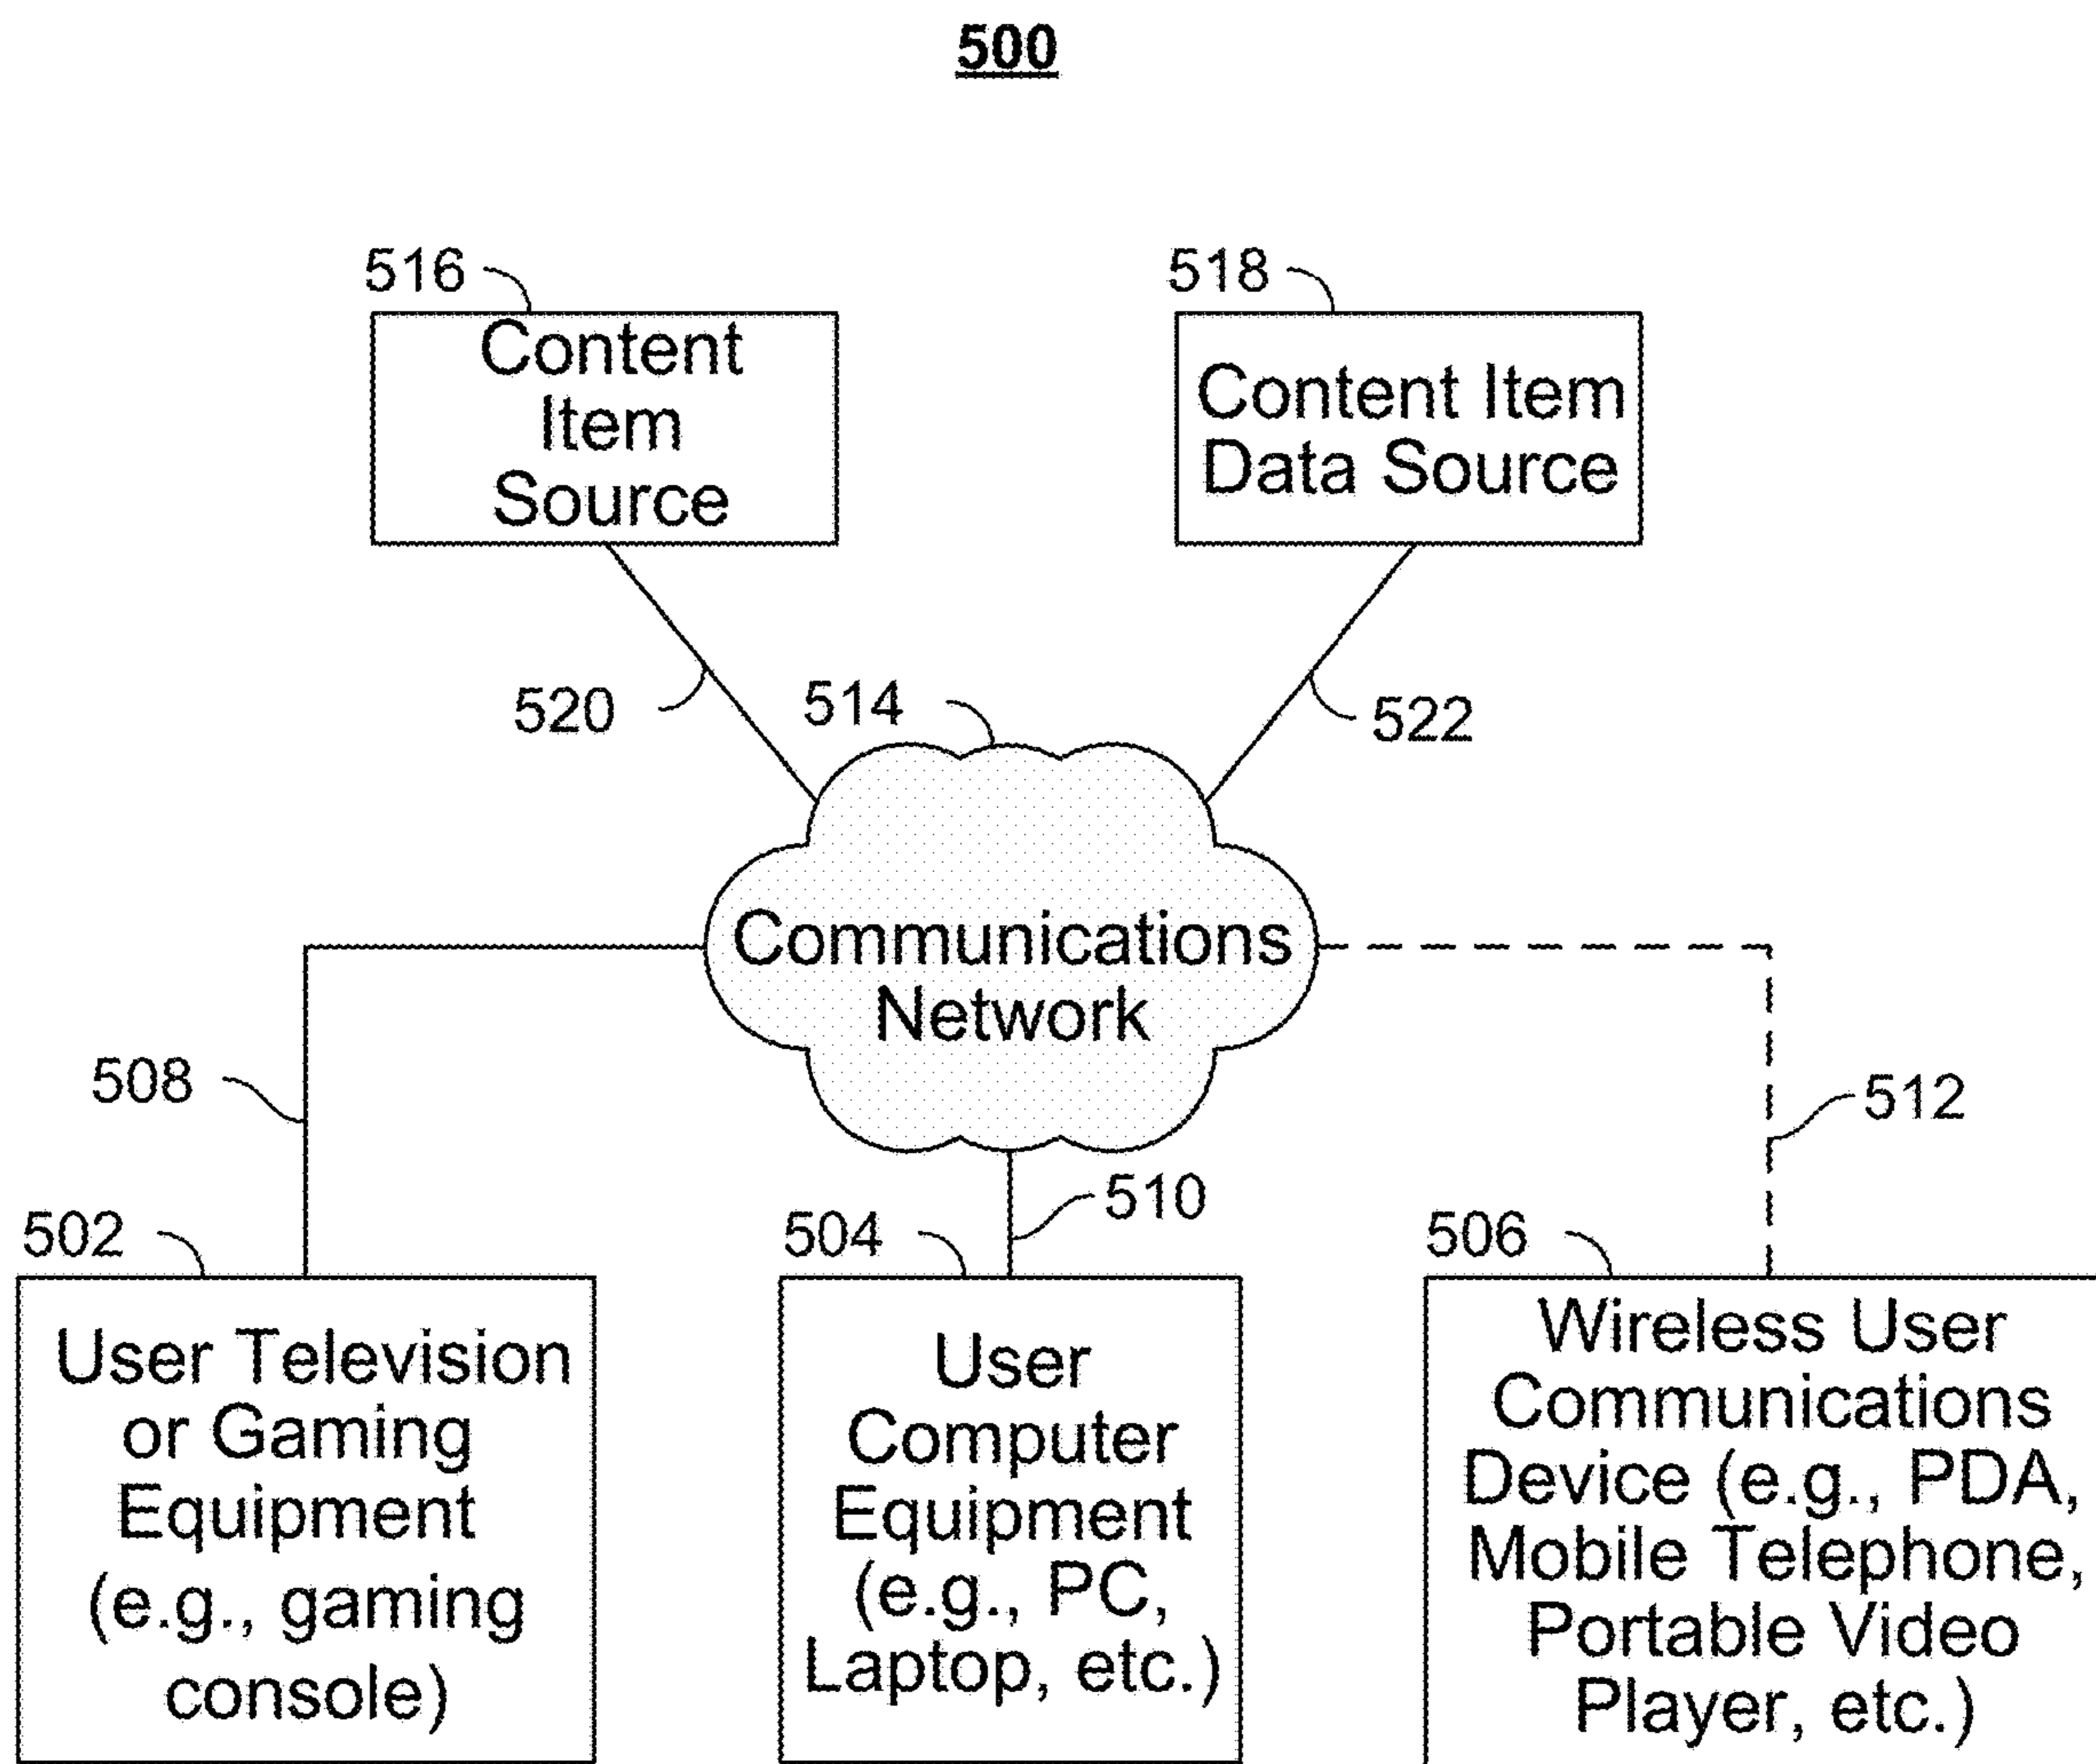 500
516
518
Content
Item
Source
Content Item
Data Source
520
514
522
Communications
Network
508
512
510
502
504
506
User Television
or Gaming
Equipment
(e.g., gaming
console)
User
Computer
Equipment
(e.g., PC,
Laptop, etc.)
Wireless User
Communications
Device (e.g., PDA,
Mobile Telephone,
Portable Video
Player, etc.)